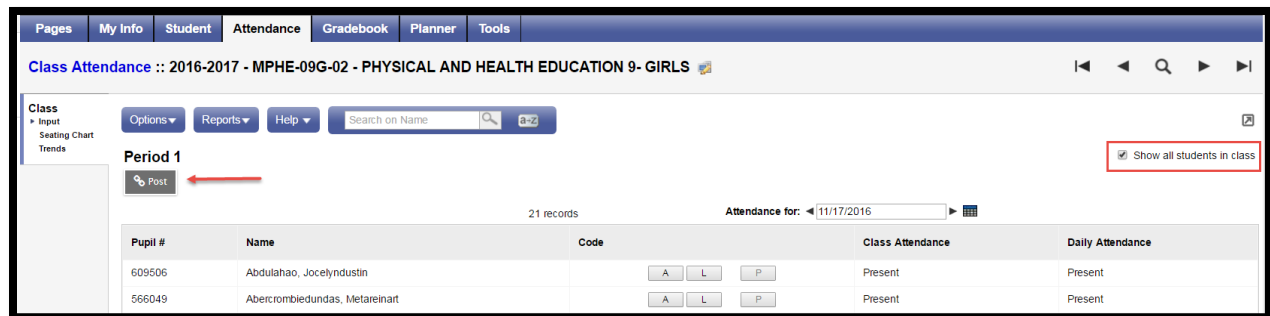 Pages My Info Student Attendance Gradebook Planner Tools
Class Attendance :: 2016-2017 - MPHE-09G-02 - PHYSICAL AND HEALTH EDUCATION 9- GIRLS
Class
Input
Seating Chart
Trends
Options Reports Help Search on Name a-z
Period 1
Show all students in class
Post
21 records Attendance for: 11/17/2016
Pupil # Name Code Class Attendance Daily Attendance
609506 Abdulahao, Jocelyndustin A L P Present Present
566049 Abercrombiedundas, Metareinart A L P Present Present